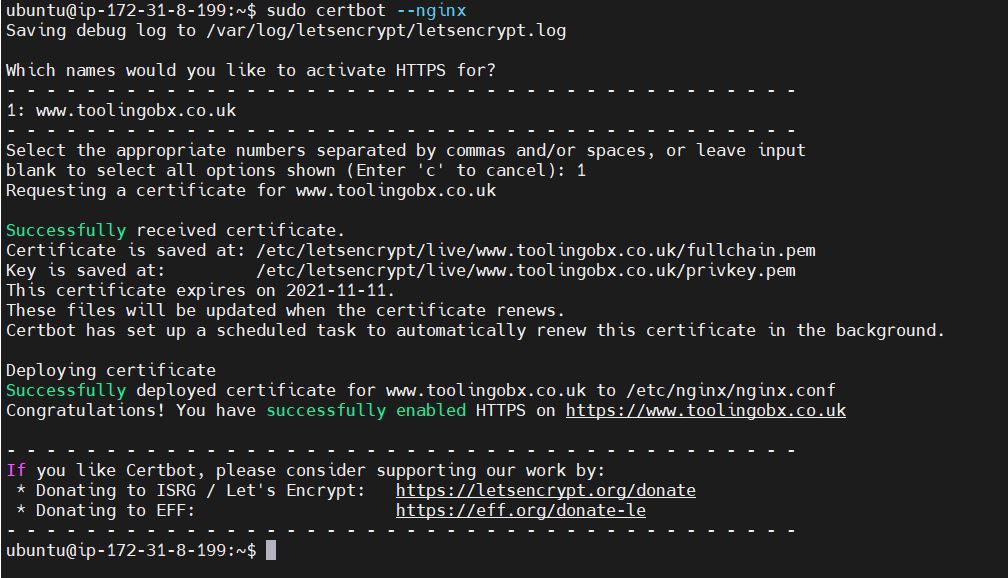 ubuntu@ip-172-31-8-199:~$ sudo certbot --nginx
Saving debug log to /var/log/letsencrypt/letsencrypt.log
Which names would you like to activate HTTPS for?
- - - - - - - - - - - - - - - - - - - - - - - - - - - - - - - - - - - - - - - -
1: www.toolingobx.co.uk
- - - - - - - - - - - - - - - - - - - - - - - - - - - - - - - - - - - - - - - -
Select the appropriate numbers separated by commas and/or spaces, or leave input
blank to select all options shown (Enter 'c' to cancel): 1
Requesting a certificate for www.toolingobx.co.uk
Successfully received certificate.
Certificate is saved at: /etc/letsencrypt/live/www.toolingobx.co.uk/fullchain.pem
Key is saved at:         /etc/letsencrypt/live/www.toolingobx.co.uk/privkey.pem
This certificate expires on 2021-11-11.
These files will be updated when the certificate renews.
Certbot has set up a scheduled task to automatically renew this certificate in the background.
Deploying certificate
Successfully deployed certificate for www.toolingobx.co.uk to /etc/nginx/nginx.conf
Congratulations! You have successfully enabled HTTPS on https://www.toolingobx.co.uk
- - - - - - - - - - - - - - - - - - - - - - - - - - - - - - - - - - - - - - - -
If you like Certbot, please consider supporting our work by:
 * Donating to ISRG / Let's Encrypt:   https://letsencrypt.org/donate
 * Donating to EFF:                    https://eff.org/donate-le
- - - - - - - - - - - - - - - - - - - - - - - - - - - - - - - - - - - - - - - -
ubuntu@ip-172-31-8-199:~$